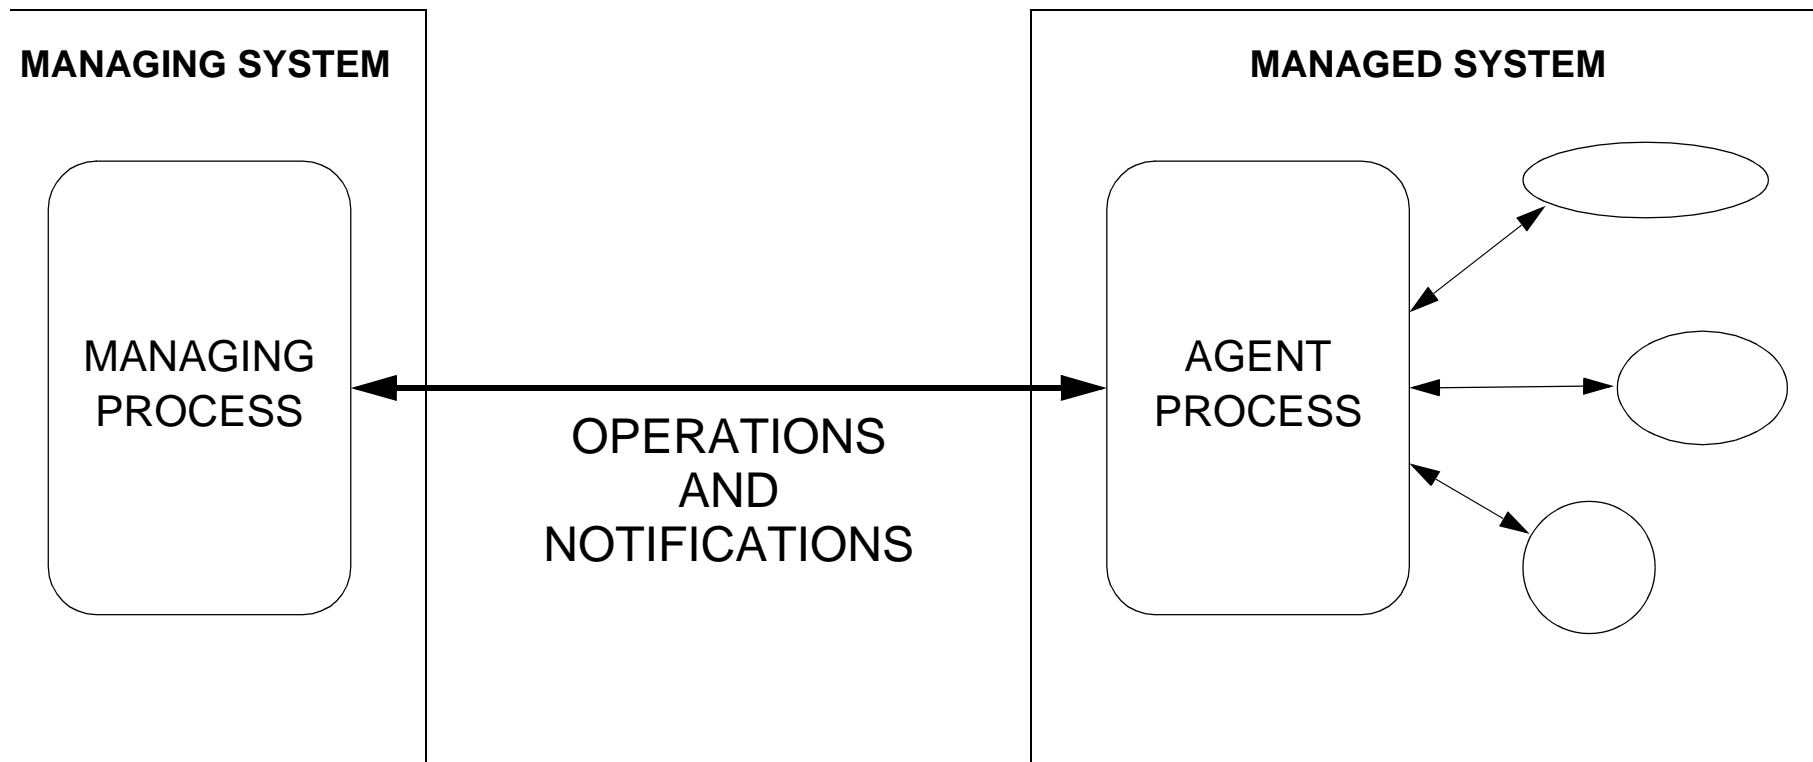 MANAGING SYSTEM
MANAGED SYSTEM
MANAGING
PROCESS
OPERATIONS
AND
NOTIFICATIONS
AGENT
PROCESS